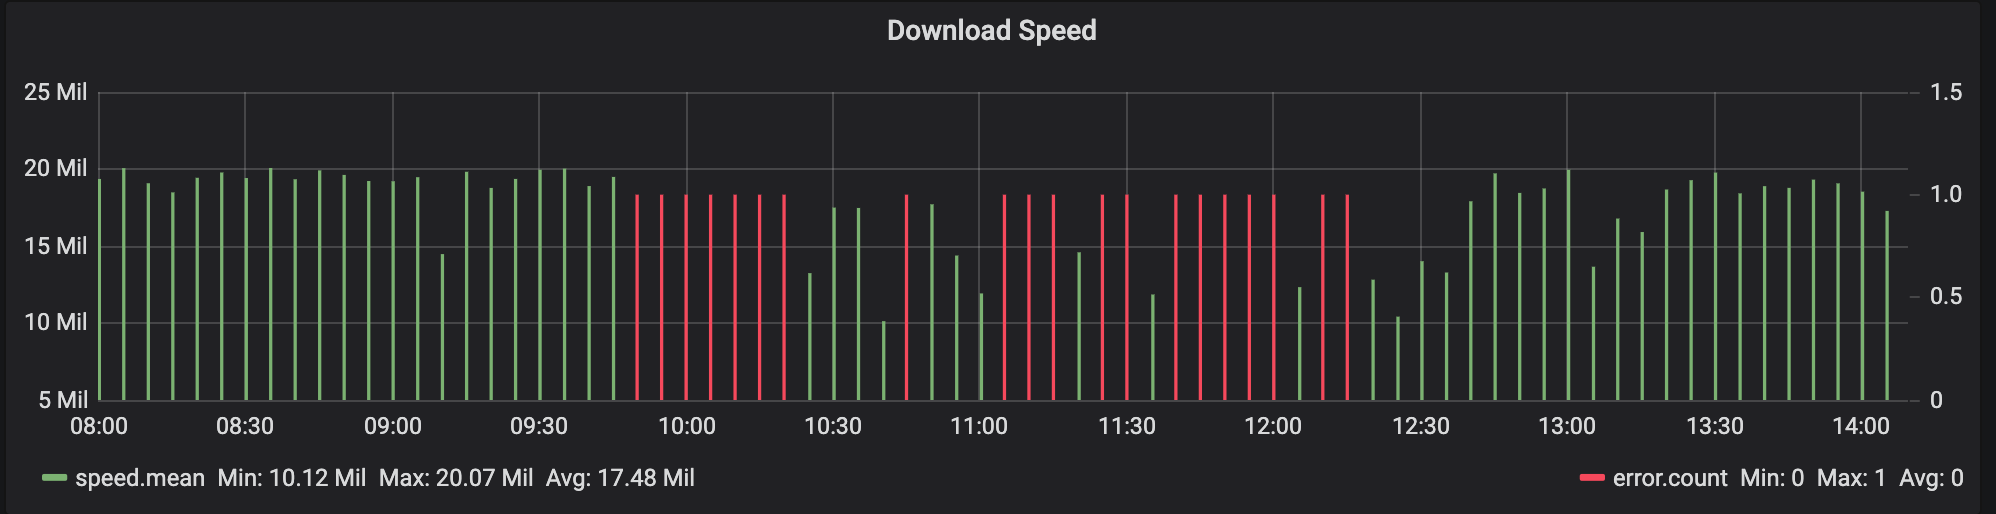 Download Speed
25 Mil
20 Mil
15 Mil
10 Mil
5 Mil
1.5
1.0
0.5
0
08:00 08:30 09:00 09:30 10:00 10:30 11:00 11:30 12:00 12:30 13:00 13:30 14:00
speed.mean Min: 10.12 Mil Max: 20.07 Mil Avg: 17.48 Mil
error.count Min: 0 Max: 1 Avg: 0